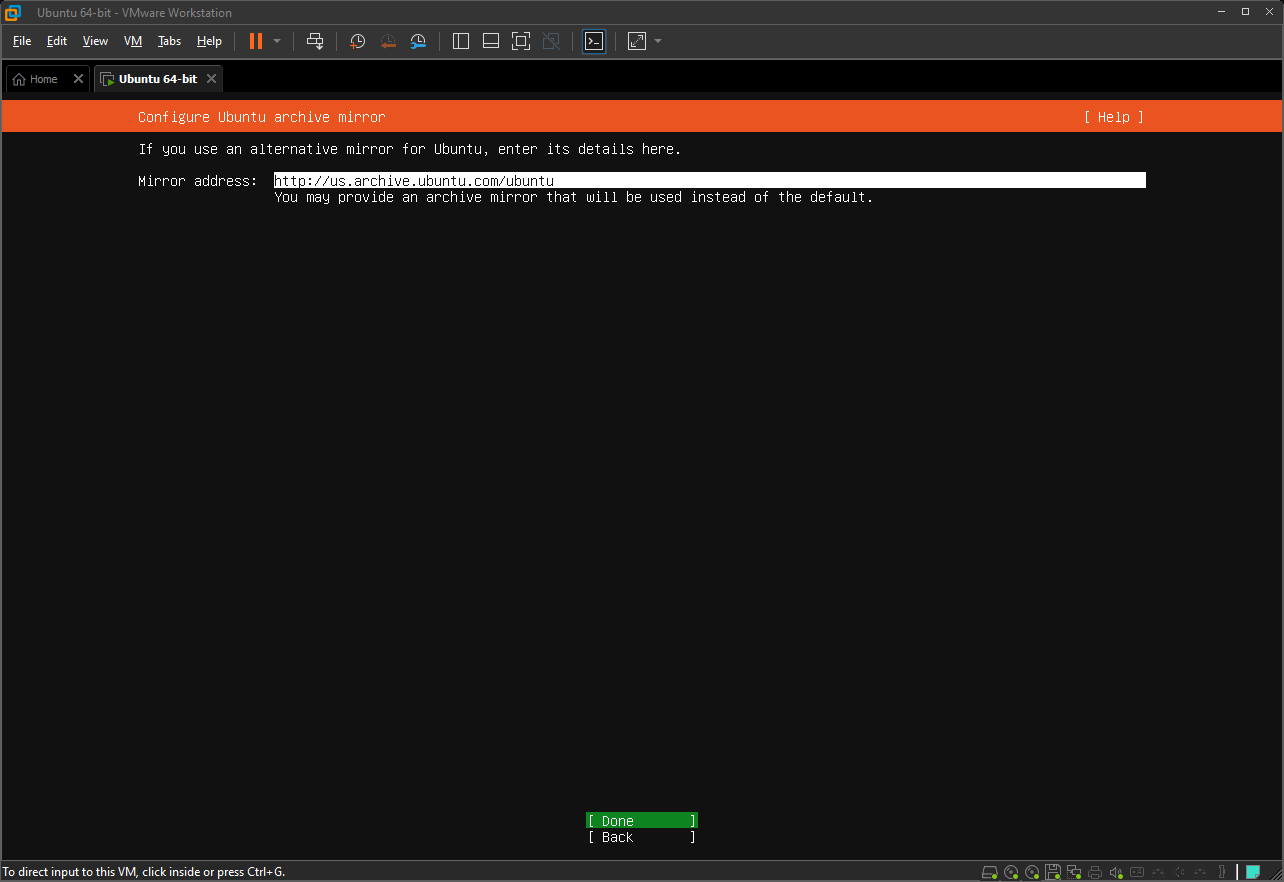 Ubuntu 64-bit - VMware Workstation
File Edit View VM Tabs Help
Home Ubuntu 64-bit
Configure Ubuntu archive mirror [ Help ]
If you use an alternative mirror for Ubuntu, enter its details here.
Mirror address: http://us.archive.ubuntu.com/ubuntu
You may provide an archive mirror that will be used instead of the default.
[ Done ]
[ Back ]
To direct input to this VM, click inside or press Ctrl+G.